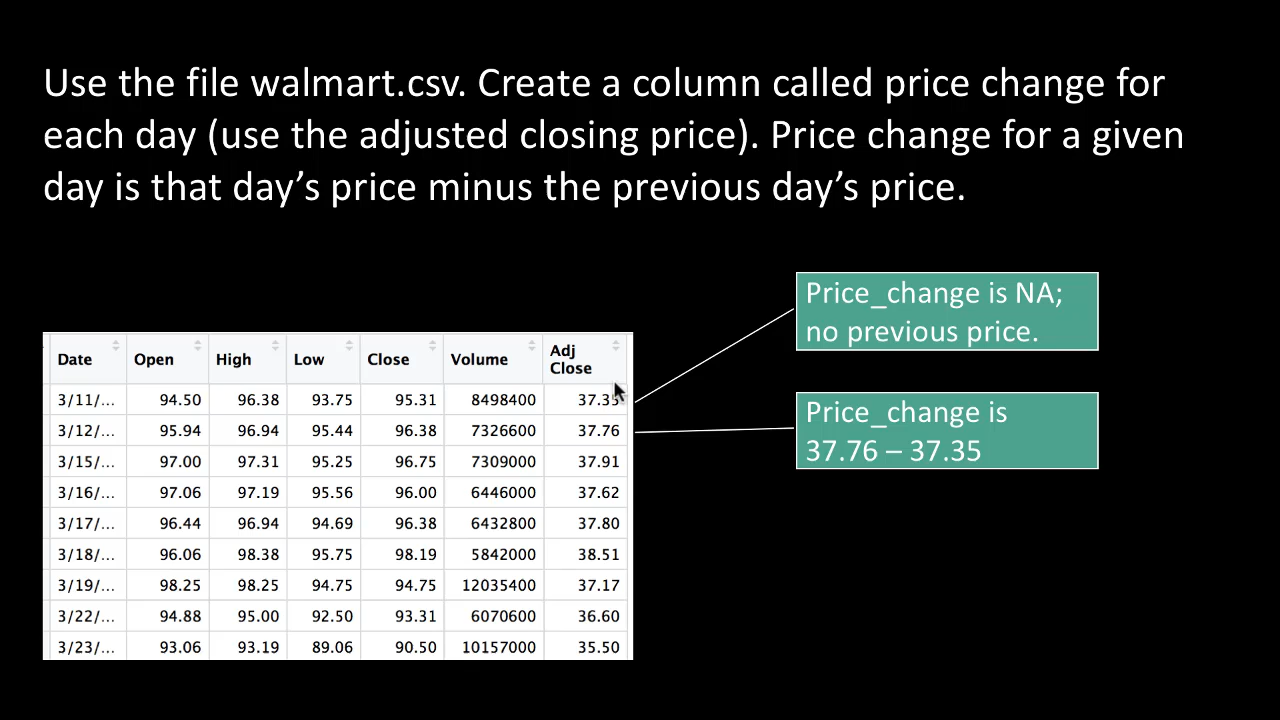 Use the file walmart.csv. Create a column called price change for
each day (use the adjusted closing price). Price change for a given
day is that day’s price minus the previous day’s price.
Price_change is NA;
no previous price.
Price_change is
37.76 – 37.35
Date Open High Low Close Volume Adj Close
3/11/... 94.50 96.38 93.75 95.31 8498400 37.35
3/12/... 95.94 96.94 95.44 96.38 7326600 37.76
3/15/... 97.00 97.31 95.25 96.75 7309000 37.91
3/16/... 97.06 97.19 95.56 96.00 6446000 37.62
3/17/... 96.44 96.94 94.69 96.38 6432800 37.80
3/18/... 96.06 98.38 95.75 98.19 5842000 38.51
3/19/... 98.25 98.25 94.75 94.75 12035400 37.17
3/22/... 94.88 95.00 92.50 93.31 6070600 36.60
3/23/... 93.06 93.19 89.06 90.50 10157000 35.50